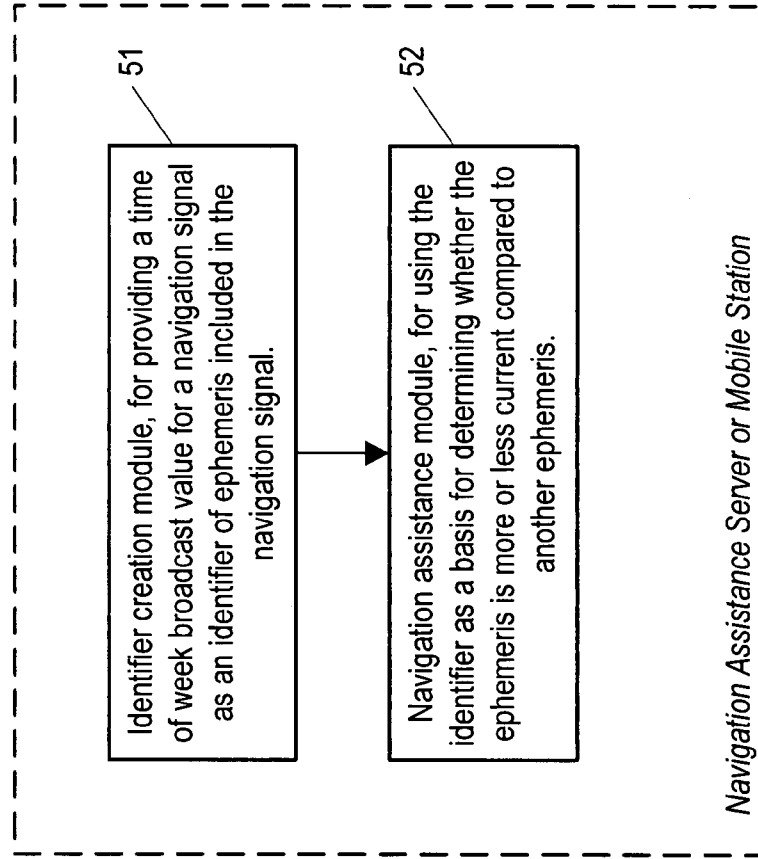 Identifier creation module, for providing a time
of week broadcast value for a navigation signal
as an identifier of ephemeris included in the
navigation signal.
51
Navigation assistance module, for using the
identifier as a basis for determining whether the
ephemeris is more or less current compared to
another ephemeris.
52
Navigation Assistance Server or Mobile Station